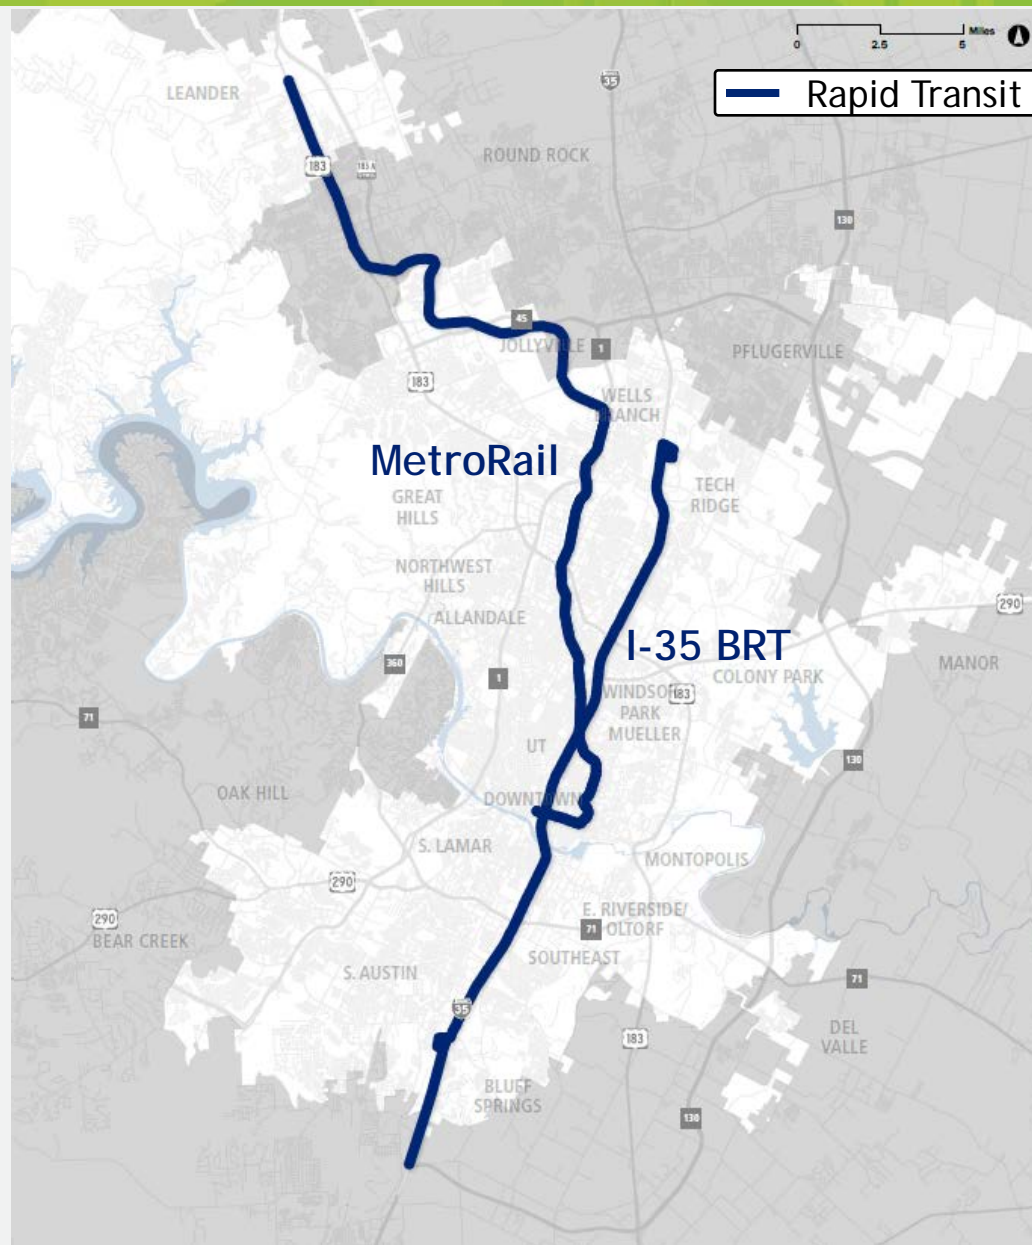 Miles
0 2.5 5
Rapid Transit
LEANDER
35
ROUND ROCK
183
183 A
130
45
JOLLYVILLE
1
PFLUGERVILLE
183
WELLS
BRANCH
MetroRail
TECH
RIDGE
GREAT
HILLS
NORTHWEST
HILLS
290
ALLANDALE
I-35 BRT
360
MANOR
1
COLONY PARK
WINDSOR
183
PARK
71
MUELLER
UT
130
OAK HILL
DOWNTOWN
S. LAMAR
MONTOPOLIS
290
290
E. RIVERSIDE/
71
OLTORF
BEAR CREEK
SOUTHEAST
S. AUSTIN
71
35
183
DEL
VALLE
BLUFF
SPRINGS
130